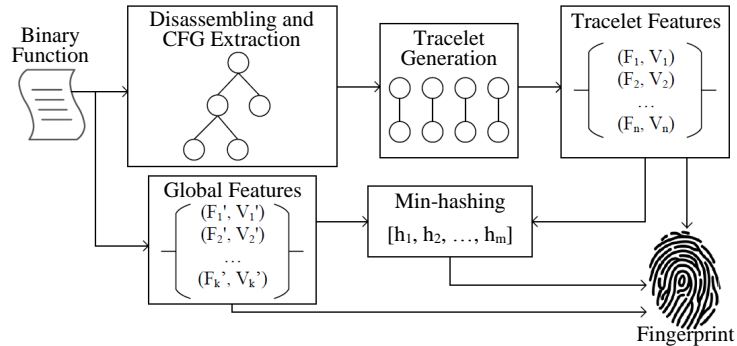 Binary
Function
Disassembling and
CFG Extraction
Tracelet
Generation
Tracelet Features
(F₁, V₁)
(F₂, V₂)
...
(Fₙ, Vₙ)
Global Features
(F₁', V₁')
(F₂', V₂')
...
(Fₖ’, Vₖ’)
Min-hashing
[h₁, h₂, ..., hₘ]
Fingerprint